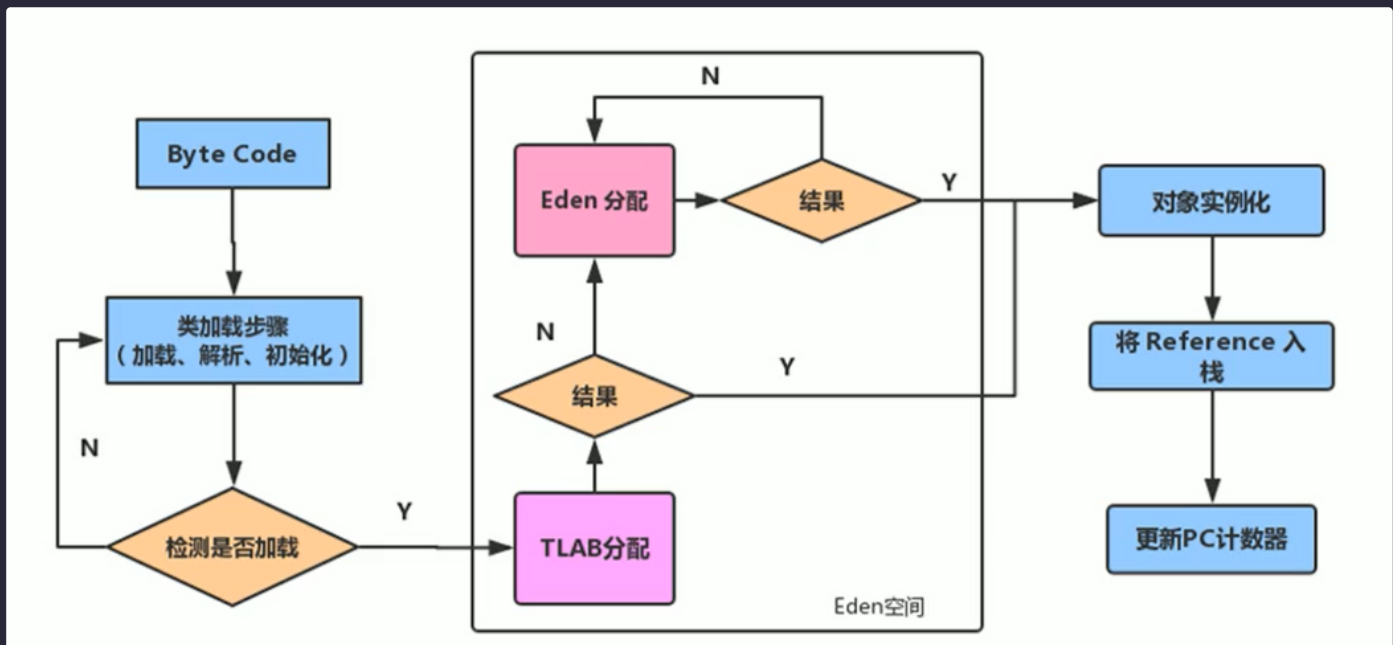 Byte Code
类加载步骤
（加载、解析、初始化）
N
检测是否加载
Y
N
Eden 分配
结果
Y
N
结果
Y
TLAB分配
Eden空间
对象实例化
将 Reference 入
栈
更新PC计数器